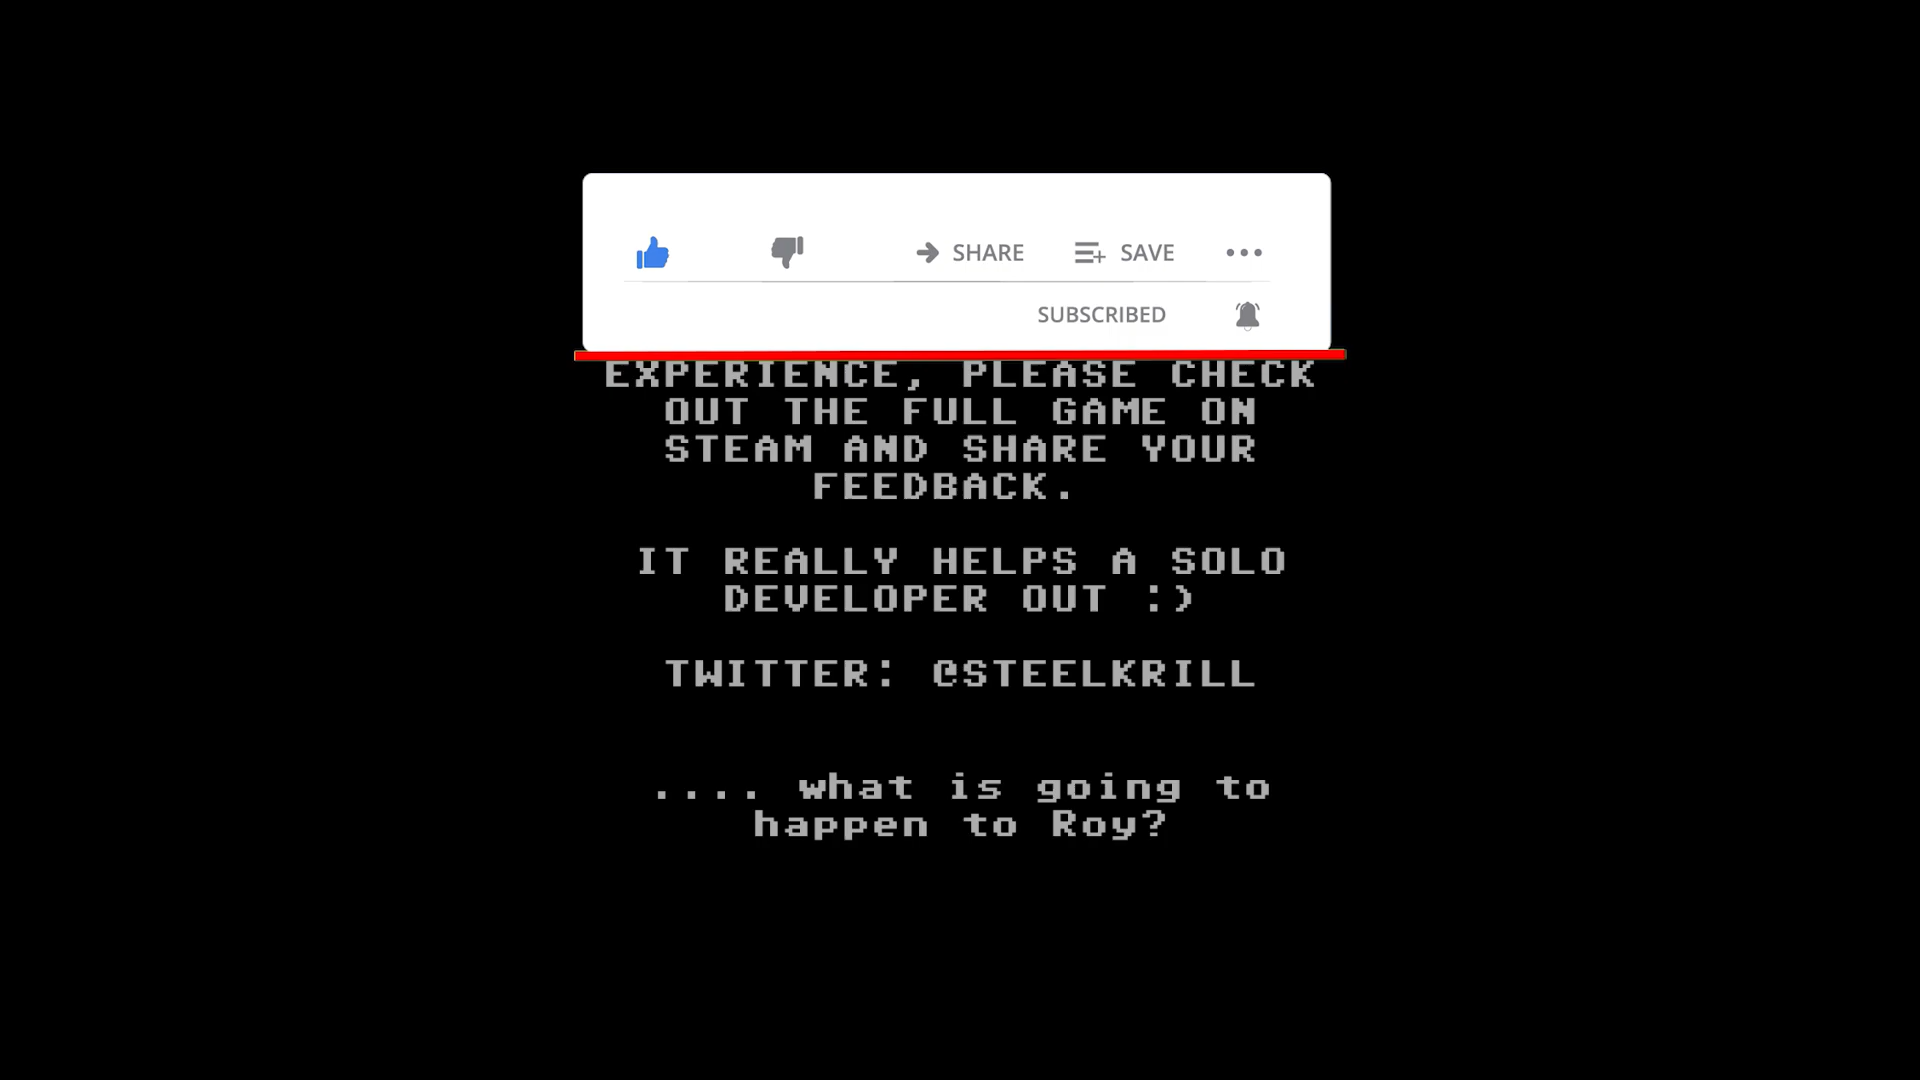 SHARE SAVE
SUBSCRIBED
EXPERIENCE, PLEASE CHECK
OUT THE FULL GAME ON
STEAM AND SHARE YOUR
FEEDBACK.
IT REALLY HELPS A SOLO
DEVELOPER OUT :)
TWITTER: @STEELKRILL
.... what is going to
happen to Roy?